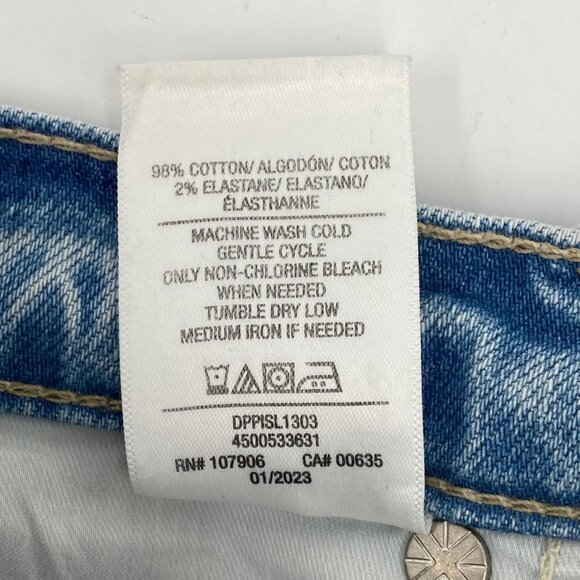 98% COTTON/ ALGODÓN/ COTON
2% ELASTANE/ ELASTANO/
ÉLASTHANNE
MACHINE WASH COLD
GENTLE CYCLE
ONLY NON-CHLORINE BLEACH
WHEN NEEDED
TUMBLE DRY LOW
MEDIUM IRON IF NEEDED
DPPISL1303
4500533631
RN# 107906 CA# 00635
01/2023